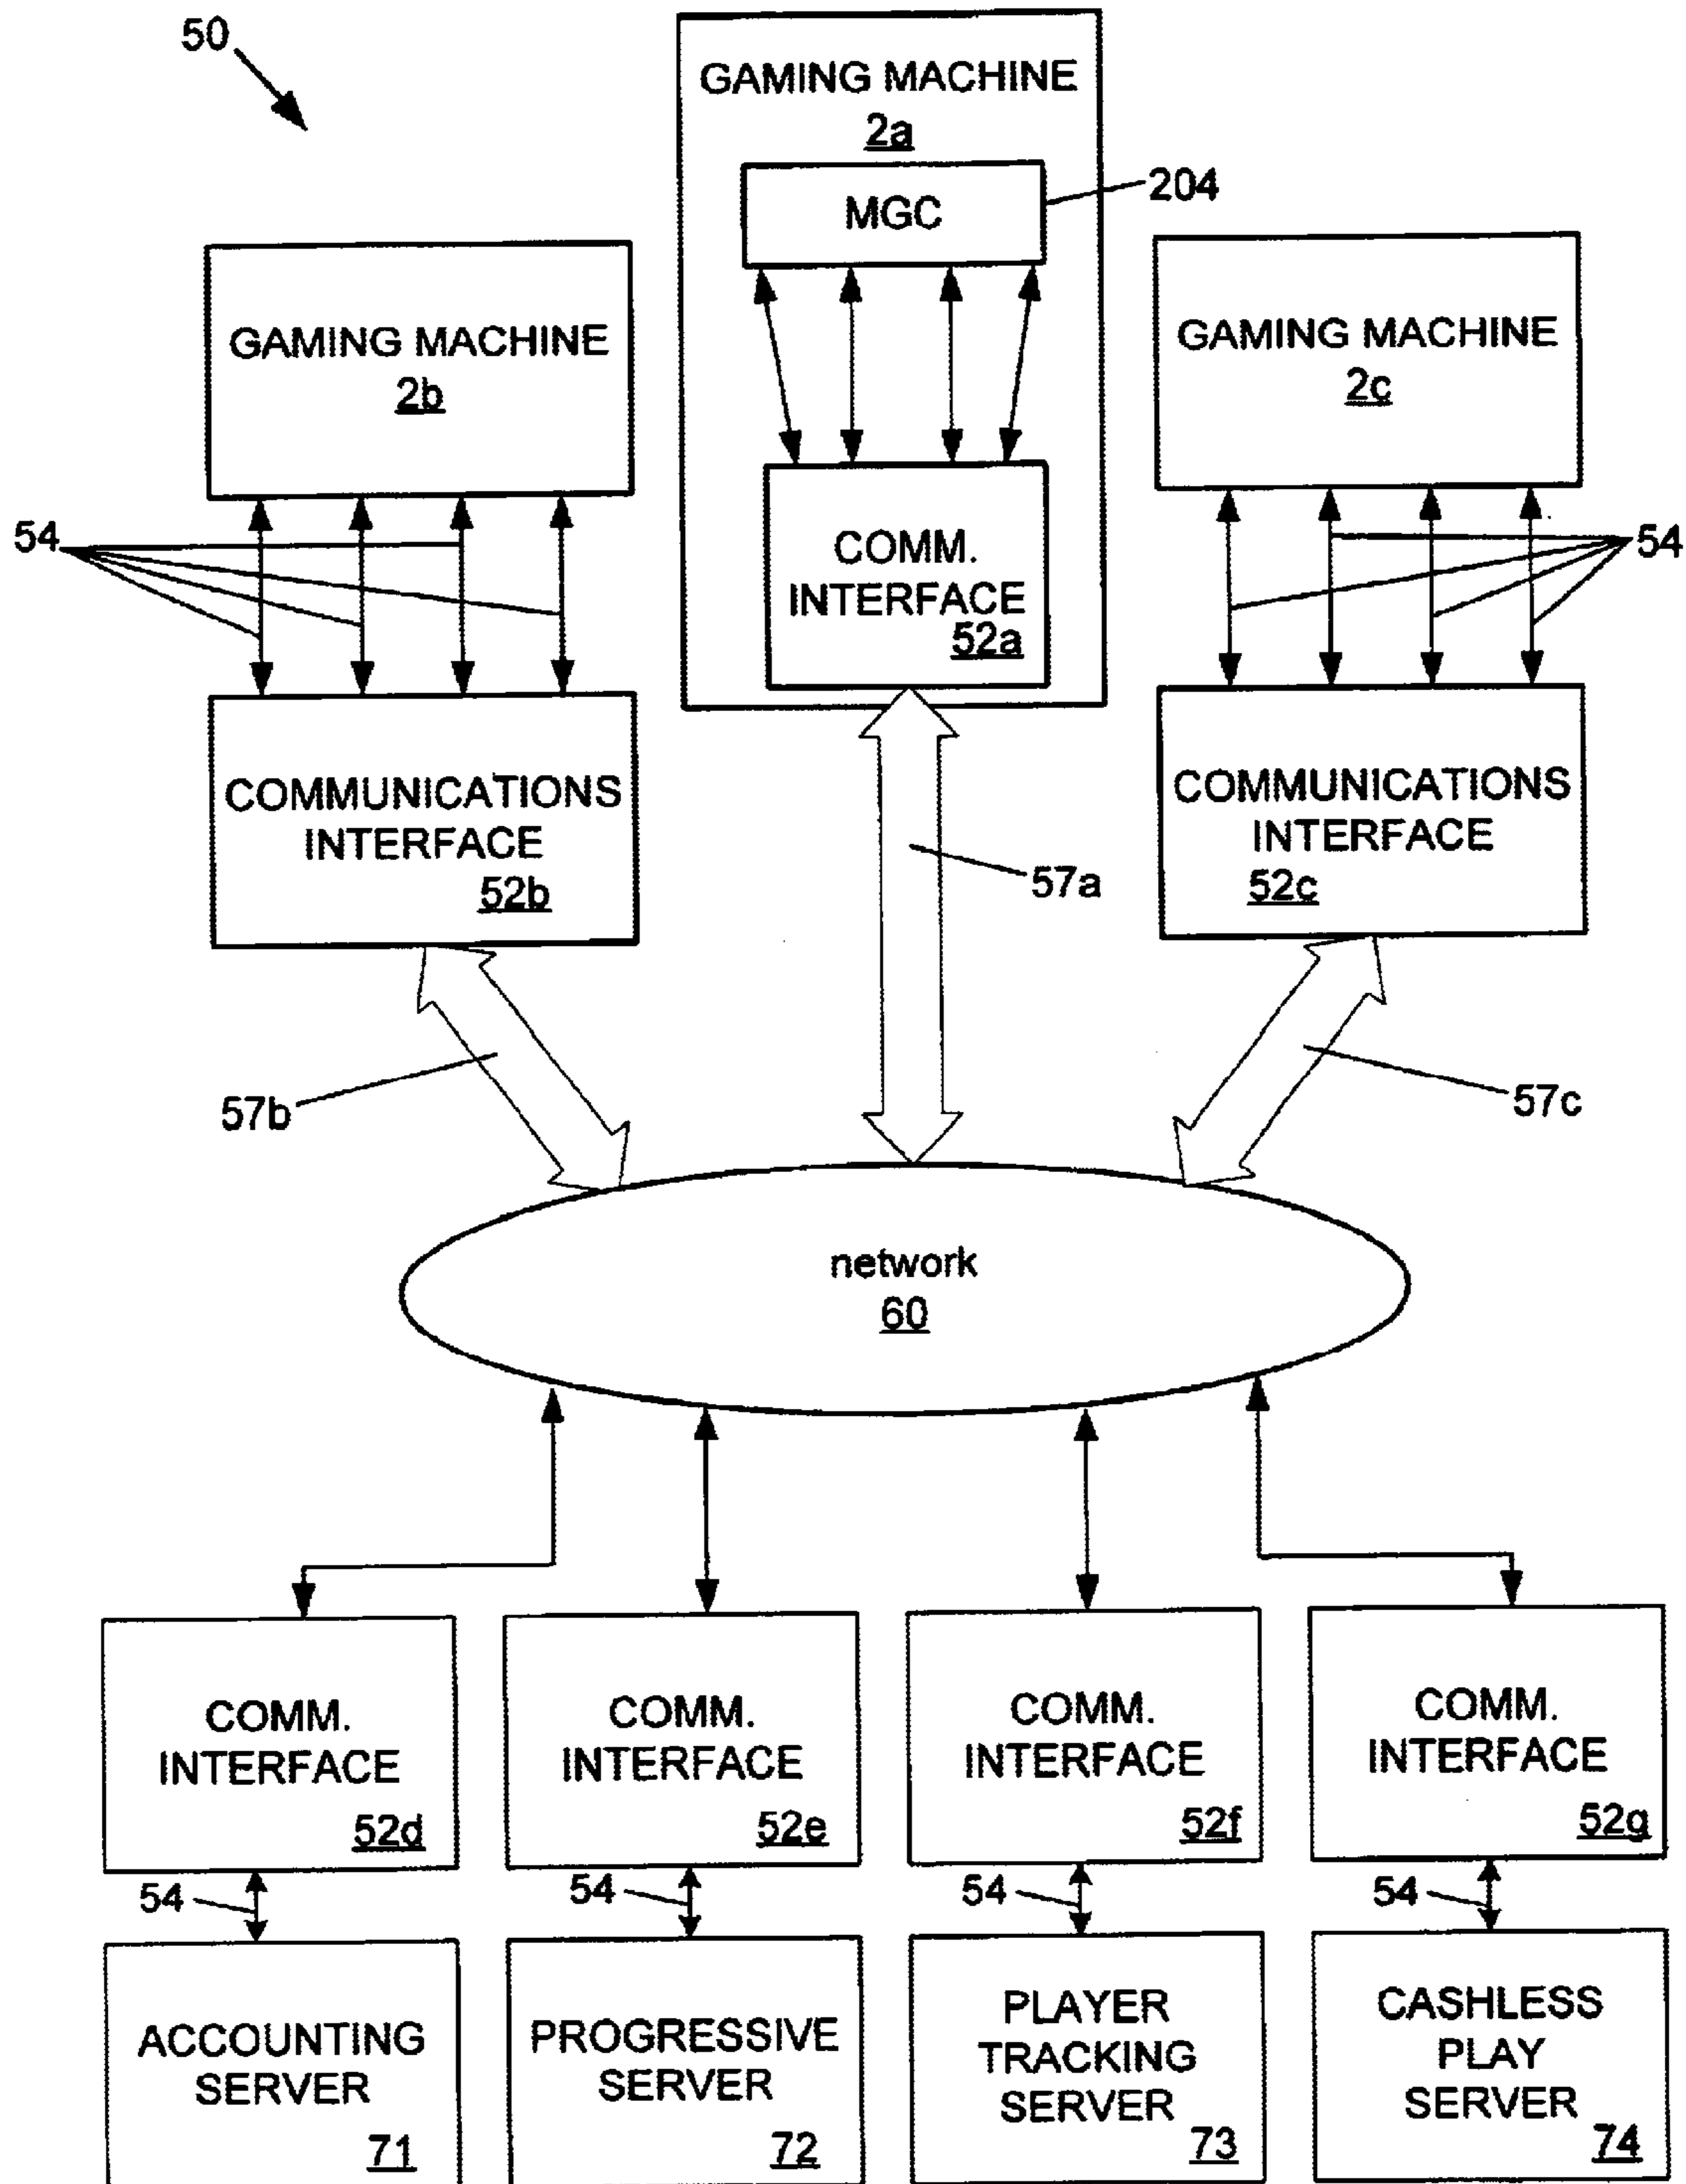 50
GAMING MACHINE
2a
MGC
204
COMM.
INTERFACE
52a
GAMING MACHINE
2b
54
COMMUNICATIONS
INTERFACE
52b
GAMING MACHINE
2c
54
COMMUNICATIONS
INTERFACE
52c
57a
57b
57c
network
60
COMM.
INTERFACE
52d
COMM.
INTERFACE
52e
COMM.
INTERFACE
52f
COMM.
INTERFACE
52g
54
54
54
54
ACCOUNTING
SERVER
71
PROGRESSIVE
SERVER
72
PLAYER
TRACKING
SERVER
73
CASHLESS
PLAY
SERVER
74